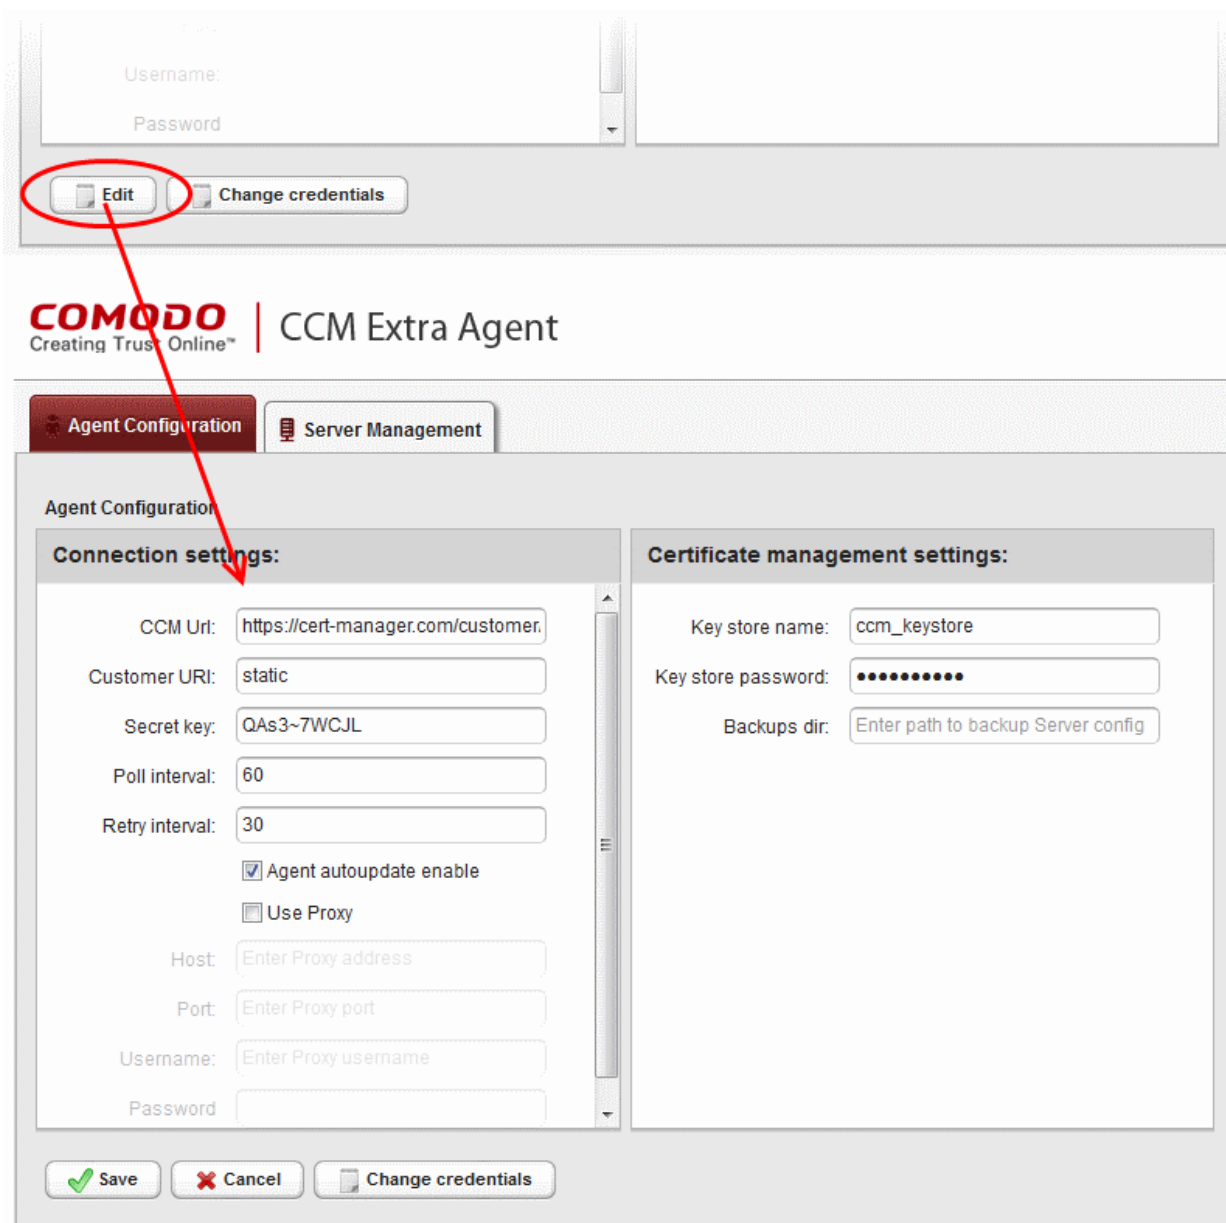 Username:
Password
Edit
Change credentials
COMODO
Creating Trust Online™
CCM Extra Agent
Agent Configuration
Server Management
Agent Configuration
Connection settings:
Certificate management settings:
CCM Url:
https://cert-manager.com/customer/
Key store name:
ccm_keystore
Customer URI:
static
Key store password:
••••••••••
Secret key:
QAs3~7WCJL
Backups dir:
Enter path to backup Server config
Poll interval:
60
Retry interval:
30
Agent autoupdate enable
Use Proxy
Host:
Enter Proxy address
Port:
Enter Proxy port
Username:
Enter Proxy username
Password
Save
Cancel
Change credentials